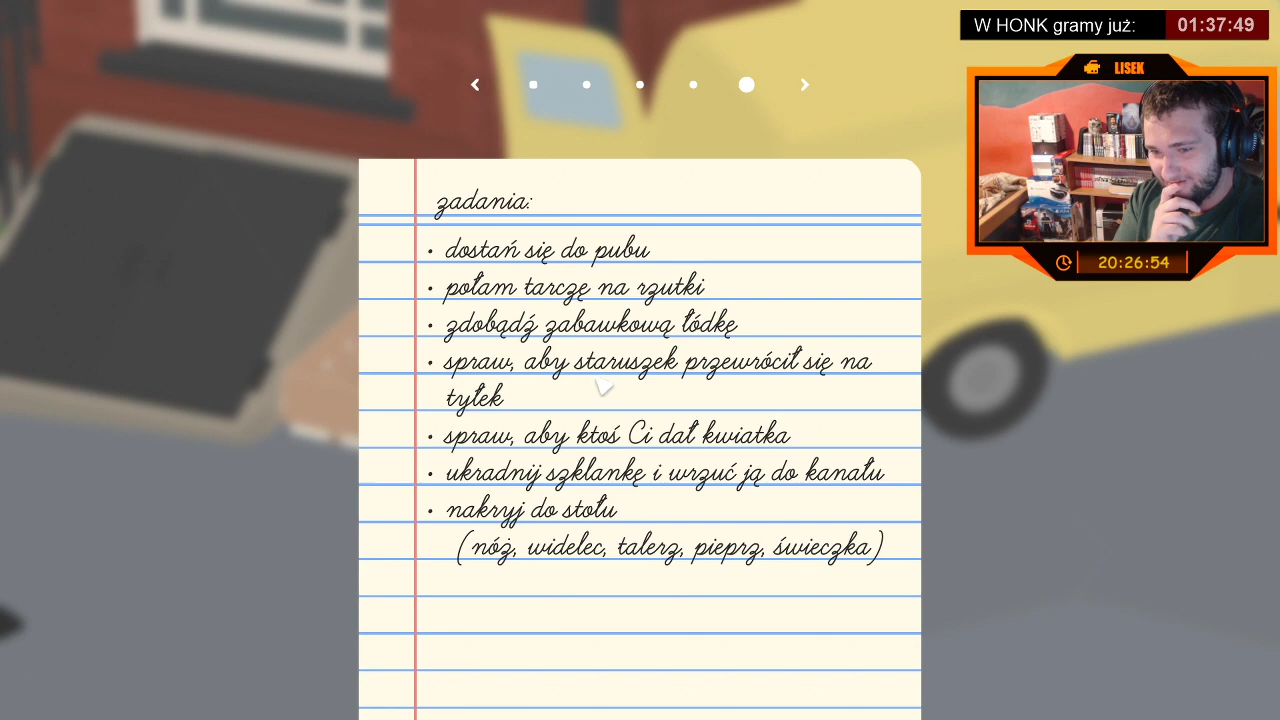 W HONK gramy już: 01:37:49
LISEK
zadania:
• dostań się do pubu
• połam tarczę na rzutki
• zdobądź zabawkową łódkę
• spraw, aby staruszek przewrócił się na
tyłek
• spraw, aby ktoś Ci dał kwiatka
• ukradnij szklankę i wrzuć ją do kanału
• nakryj do stołu
(nóż, widelec, talerz, pieprz, świeczka)
20:26:54